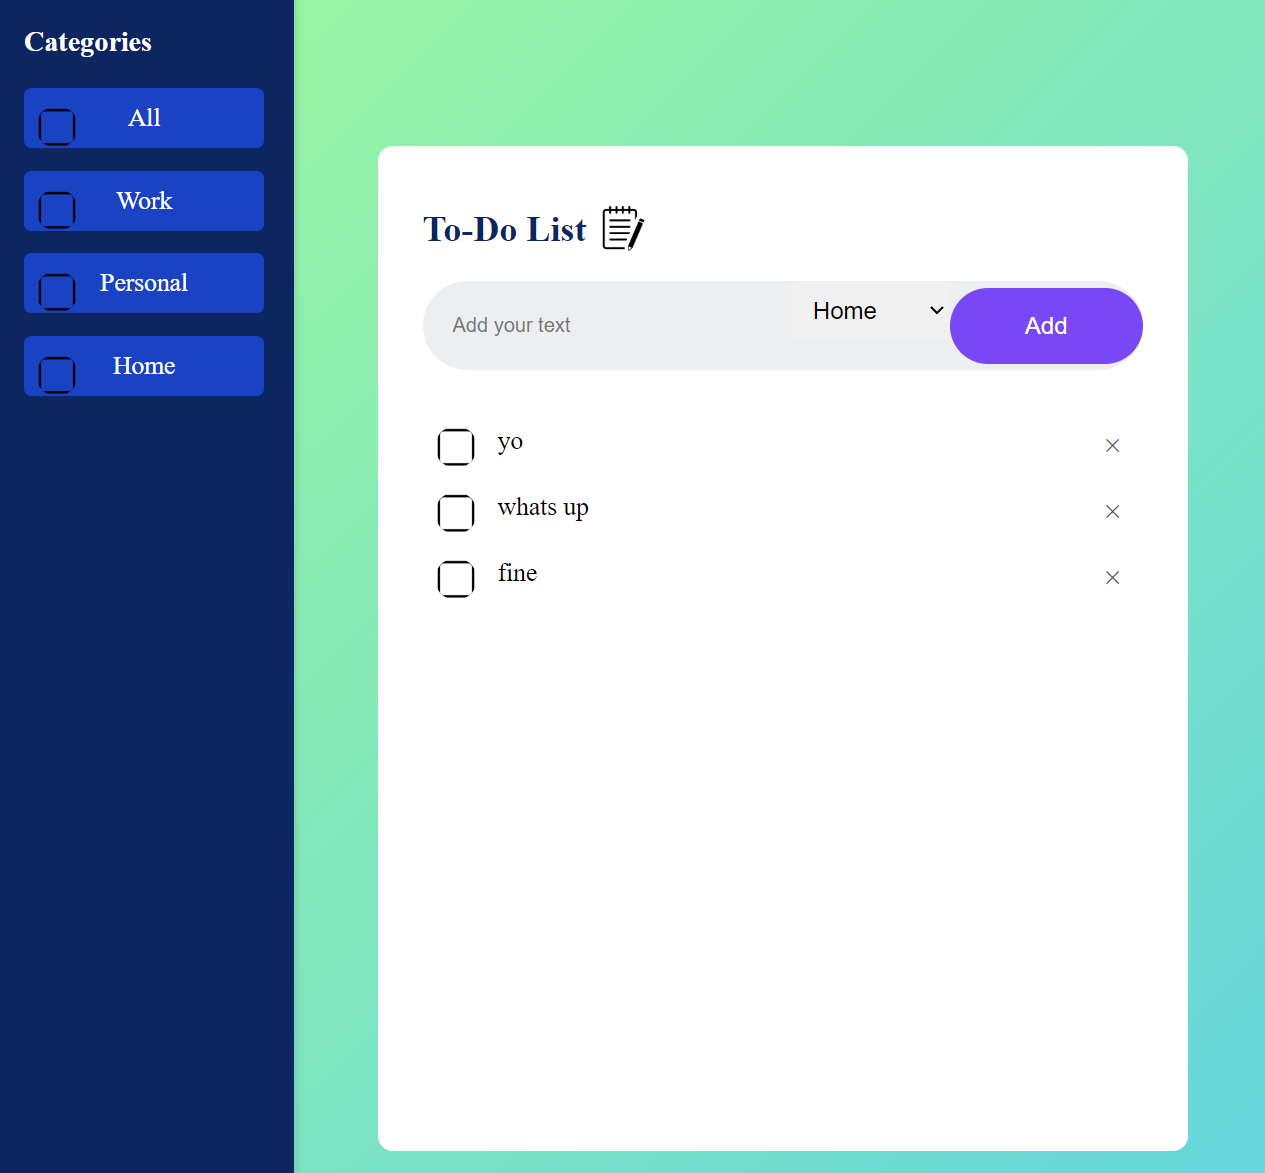 Categories
All
Work
Personal
Home
To-Do List
Add your text
Home
Add
yo
whats up
fine